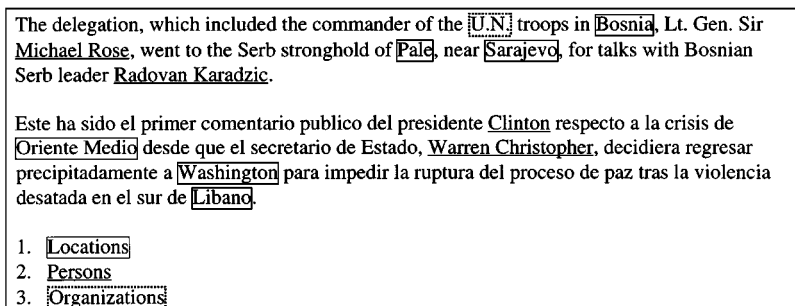 The delegation, which included the commander of the U.N. troops in Bosnia, Lt. Gen. Sir
Michael Rose, went to the Serb stronghold of Pale, near Sarajevo, for talks with Bosnian
Serb leader Radovan Karadzic.
Este ha sido el primer comentario publico del presidente Clinton respecto a la crisis de
Oriente Medio desde que el secretario de Estado, Warren Christopher, decidiera regresar
precipitadamente a Washington para impedir la ruptura del proceso de paz tras la violencia
desatada en el sur de Libano.
1. Locations
2. Persons
3. Organizations